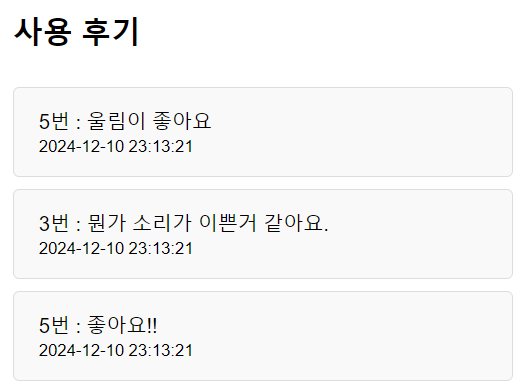 사용 후기
5번 : 울림이 좋아요
2024-12-10 23:13:21
3번 : 뭔가 소리가 이쁜거 같아요.
2024-12-10 23:13:21
5번 : 좋아요!!
2024-12-10 23:13:21